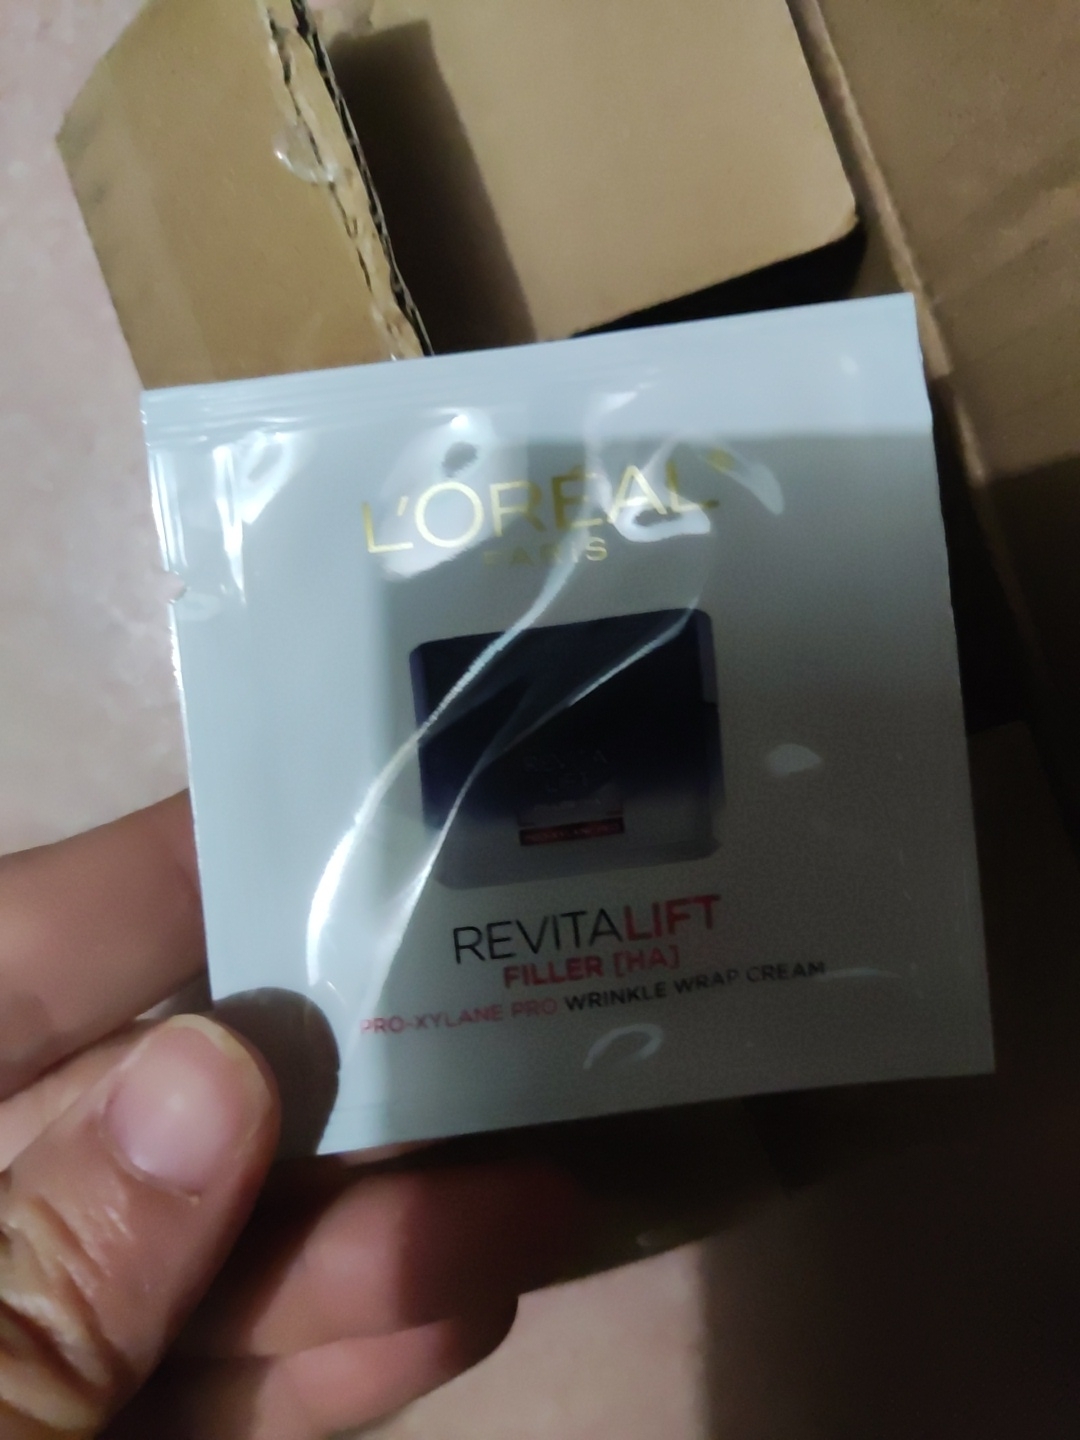 L'ORÉAL
PARIS
REVITALIFT
FILLER [HA]
PRO-XYLANE PRO WRINKLE WRAP CREAM